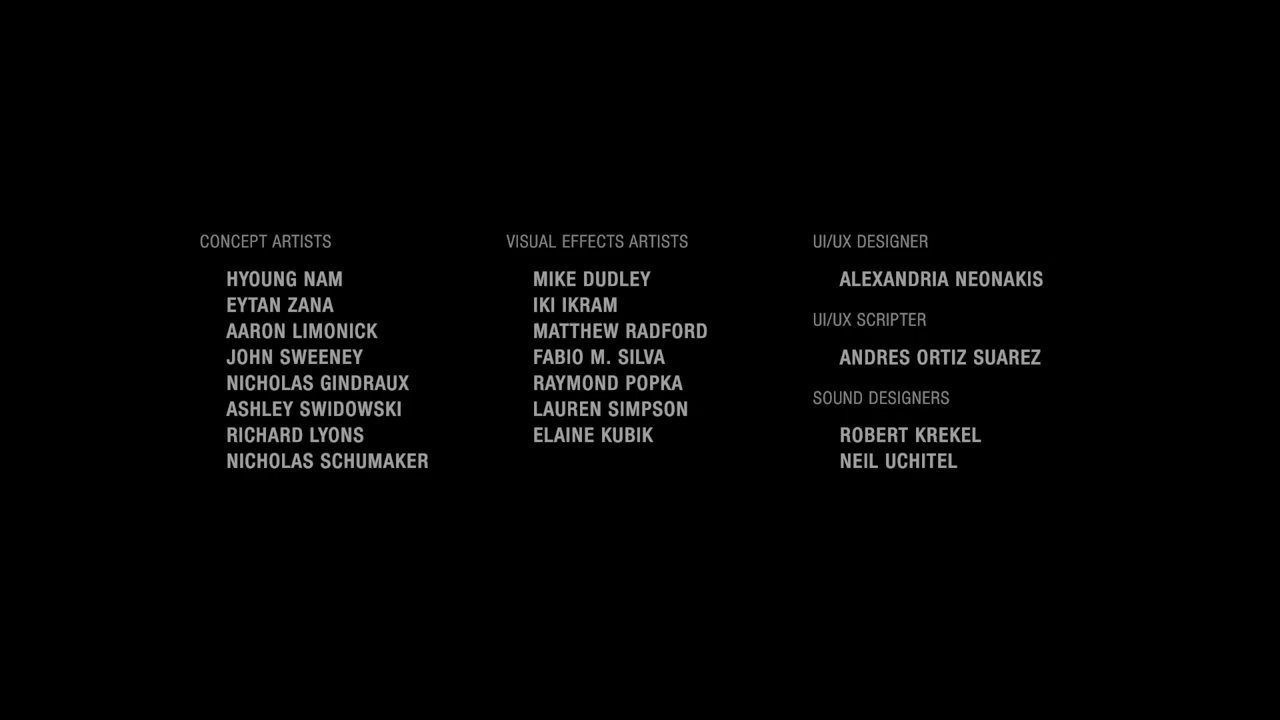 CONCEPT ARTISTS
HYOUNG NAM
EYTAN ZANA
AARON LIMONICK
JOHN SWEENEY
NICHOLAS GINDRAUX
ASHLEY SWIDOWSKI
RICHARD LYONS
NICHOLAS SCHUMAKER
VISUAL EFFECTS ARTISTS
MIKE DUDLEY
IKI IKRAM
MATTHEW RADFORD
FABIO M. SILVA
RAYMOND POPKA
LAUREN SIMPSON
ELAINE KUBIK
UI/UX DESIGNER
ALEXANDRIA NEONAKIS
UI/UX SCRIPTER
ANDRES ORTIZ SUAREZ
SOUND DESIGNERS
ROBERT KREKEL
NEIL UCHITEL